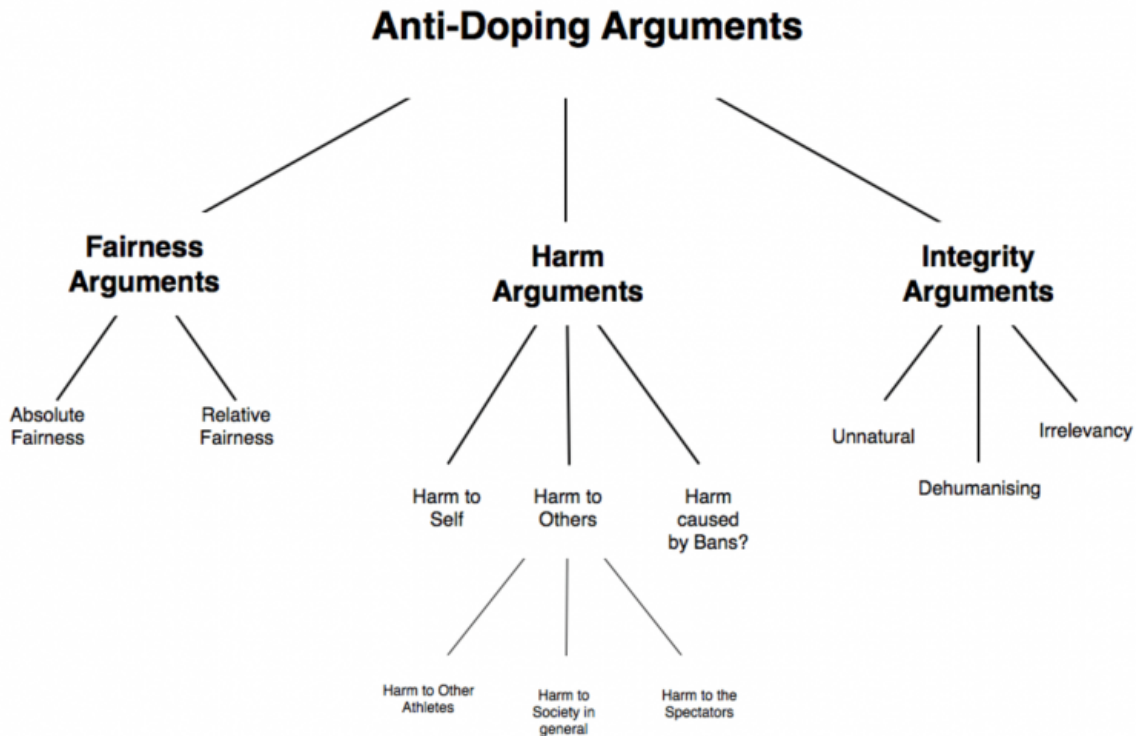 Anti-Doping Arguments
Fairness
Arguments
Harm
Arguments
Integrity
Arguments
Absolute
Fairness
Relative
Fairness
Unnatural
Dehumanising
Irrelevancy
Harm to
Self
Harm to
Others
Harm
caused
by Bans?
Harm to Other
Athletes
Harm to
Society in
general
Harm to the
Spectators